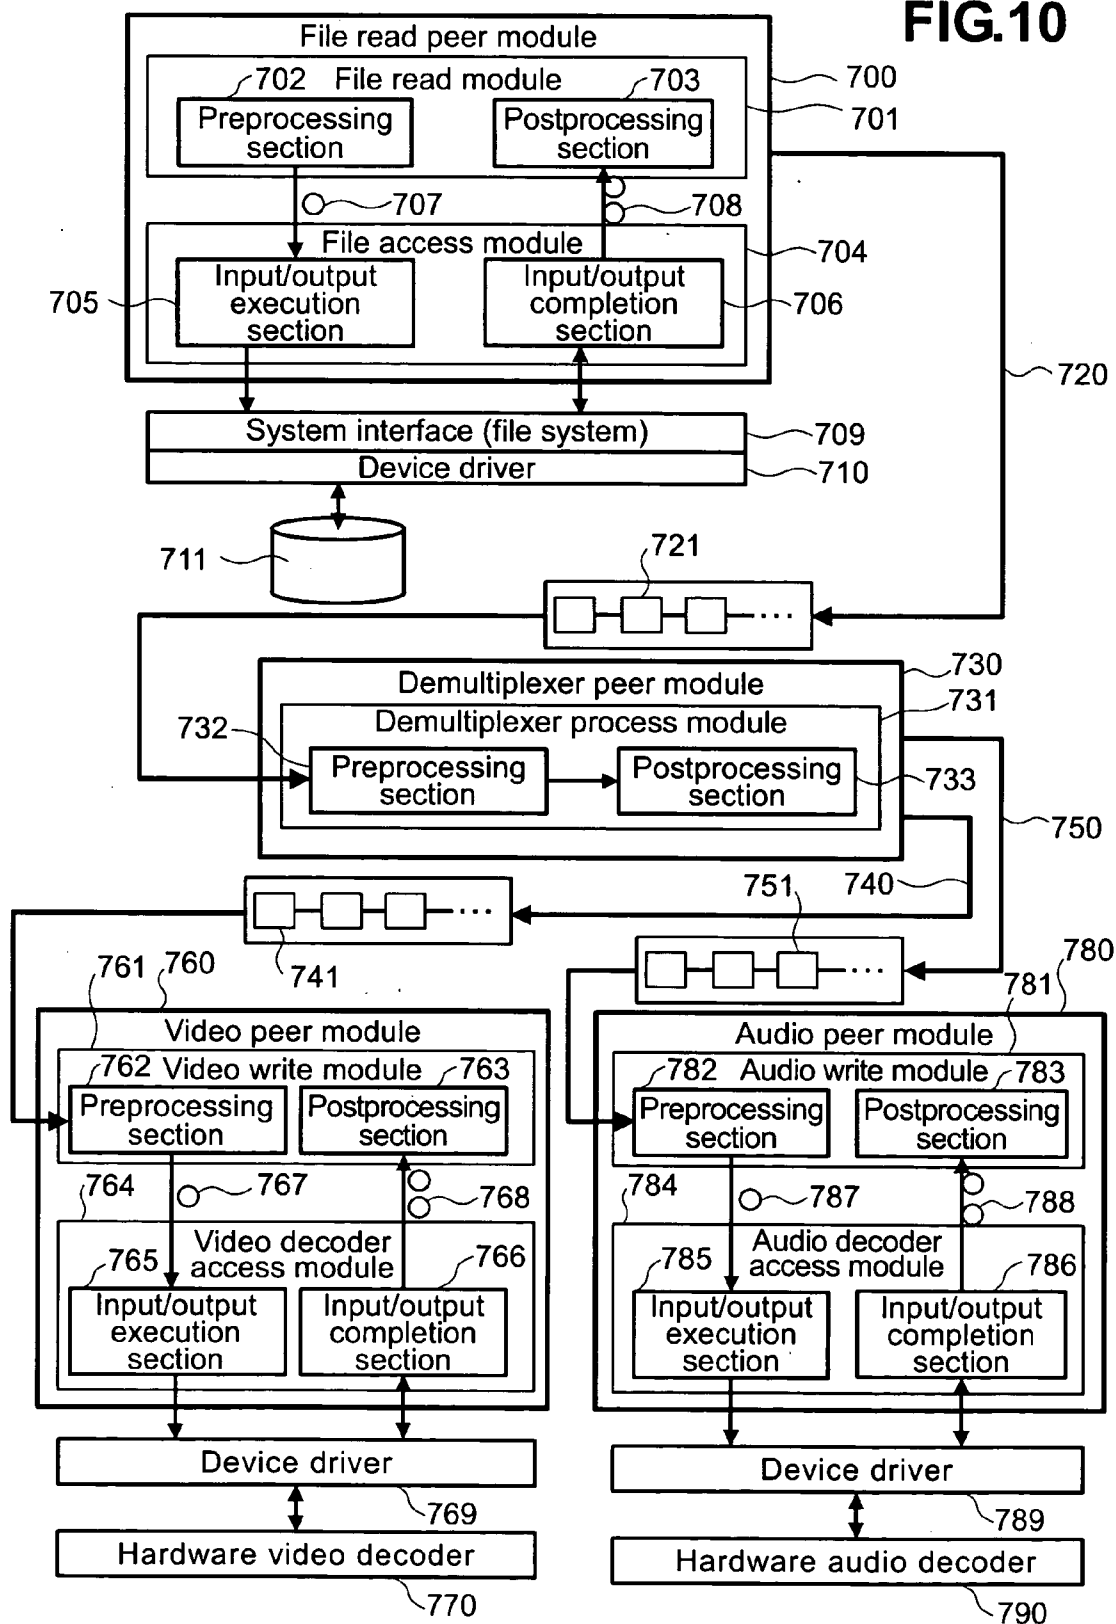 FIG.10
File read peer module
700
702
File read module
703
701
Preprocessing
section
Postprocessing
section
707
708
File access module
704
705
Input/output
execution
section
Input/output
completion
section
706
720
System interface (file system)
709
Device driver
710
711
721
...
730
Demultiplexer peer module
731
Demultiplexer process module
732
Preprocessing
section
Postprocessing
section
733
750
740
751
...
741
...
761
760
780
781
Video peer module
Audio peer module
762
Video write module
763
782
Audio write module
783
Preprocessing
section
Postprocessing
section
Preprocessing
section
Postprocessing
section
764
767
768
784
787
788
765
Video decoder
access module
766
785
Audio decoder
access module
786
Input/output
execution
section
Input/output
completion
section
Input/output
execution
section
Input/output
completion
section
Device driver
769
Device driver
789
Hardware video decoder
770
Hardware audio decoder
790